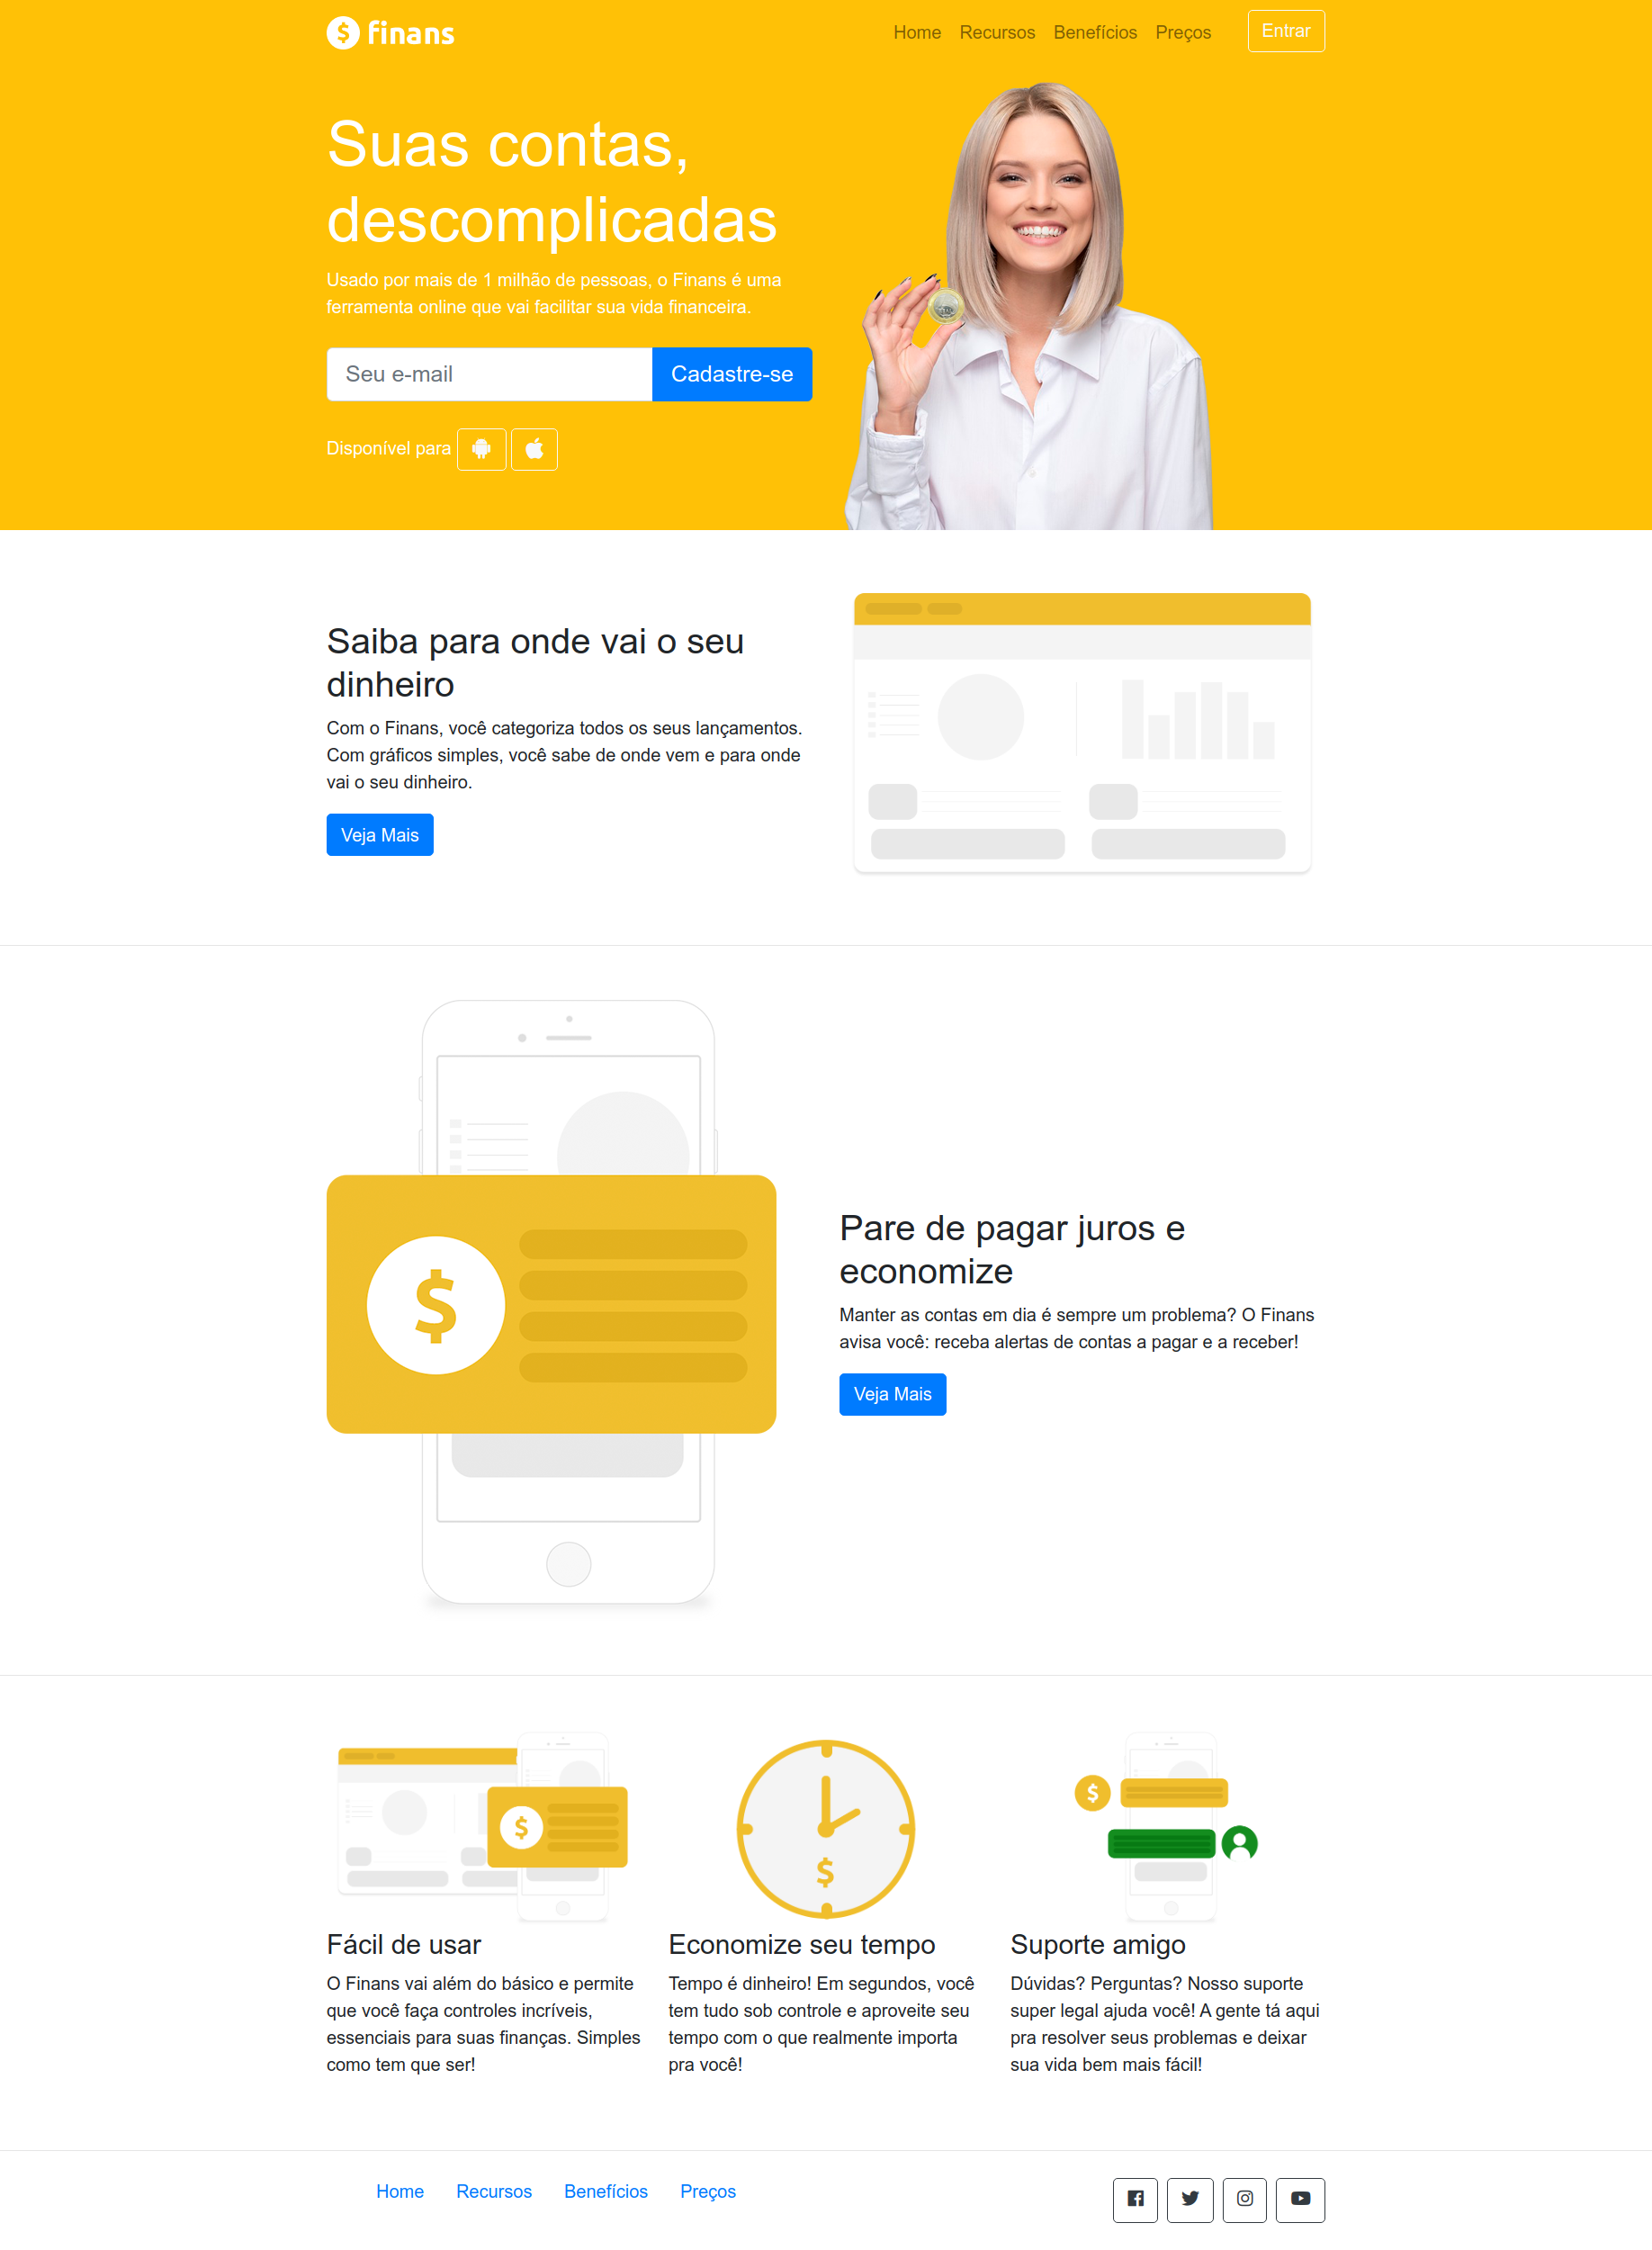 finans
Home Recursos Benefícios Preços Entrar
Suas contas,
descomplicadas
Usado por mais de 1 milhão de pessoas, o Finans é uma
ferramenta online que vai facilitar sua vida financeira.
Seu e-mail Cadastre-se
Disponível para
Saiba para onde vai o seu
dinheiro
Com o Finans, você categoriza todos os seus lançamentos.
Com gráficos simples, você sabe de onde vem e para onde
vai o seu dinheiro.
Veja Mais
$
Pare de pagar juros e
economize
Manter as contas em dia é sempre um problema? O Finans
avisa você: receba alertas de contas a pagar e a receber!
Veja Mais
Fácil de usar
O Finans vai além do básico e permite
que você faça controles incríveis,
essenciais para suas finanças. Simples
como tem que ser!
Economize seu tempo
Tempo é dinheiro! Em segundos, você
tem tudo sob controle e aproveite seu
tempo com o que realmente importa
pra você!
Suporte amigo
Dúvidas? Perguntas? Nosso suporte
super legal ajuda você! A gente tá aqui
pra resolver seus problemas e deixar
sua vida bem mais fácil!
Home Recursos Benefícios Preços